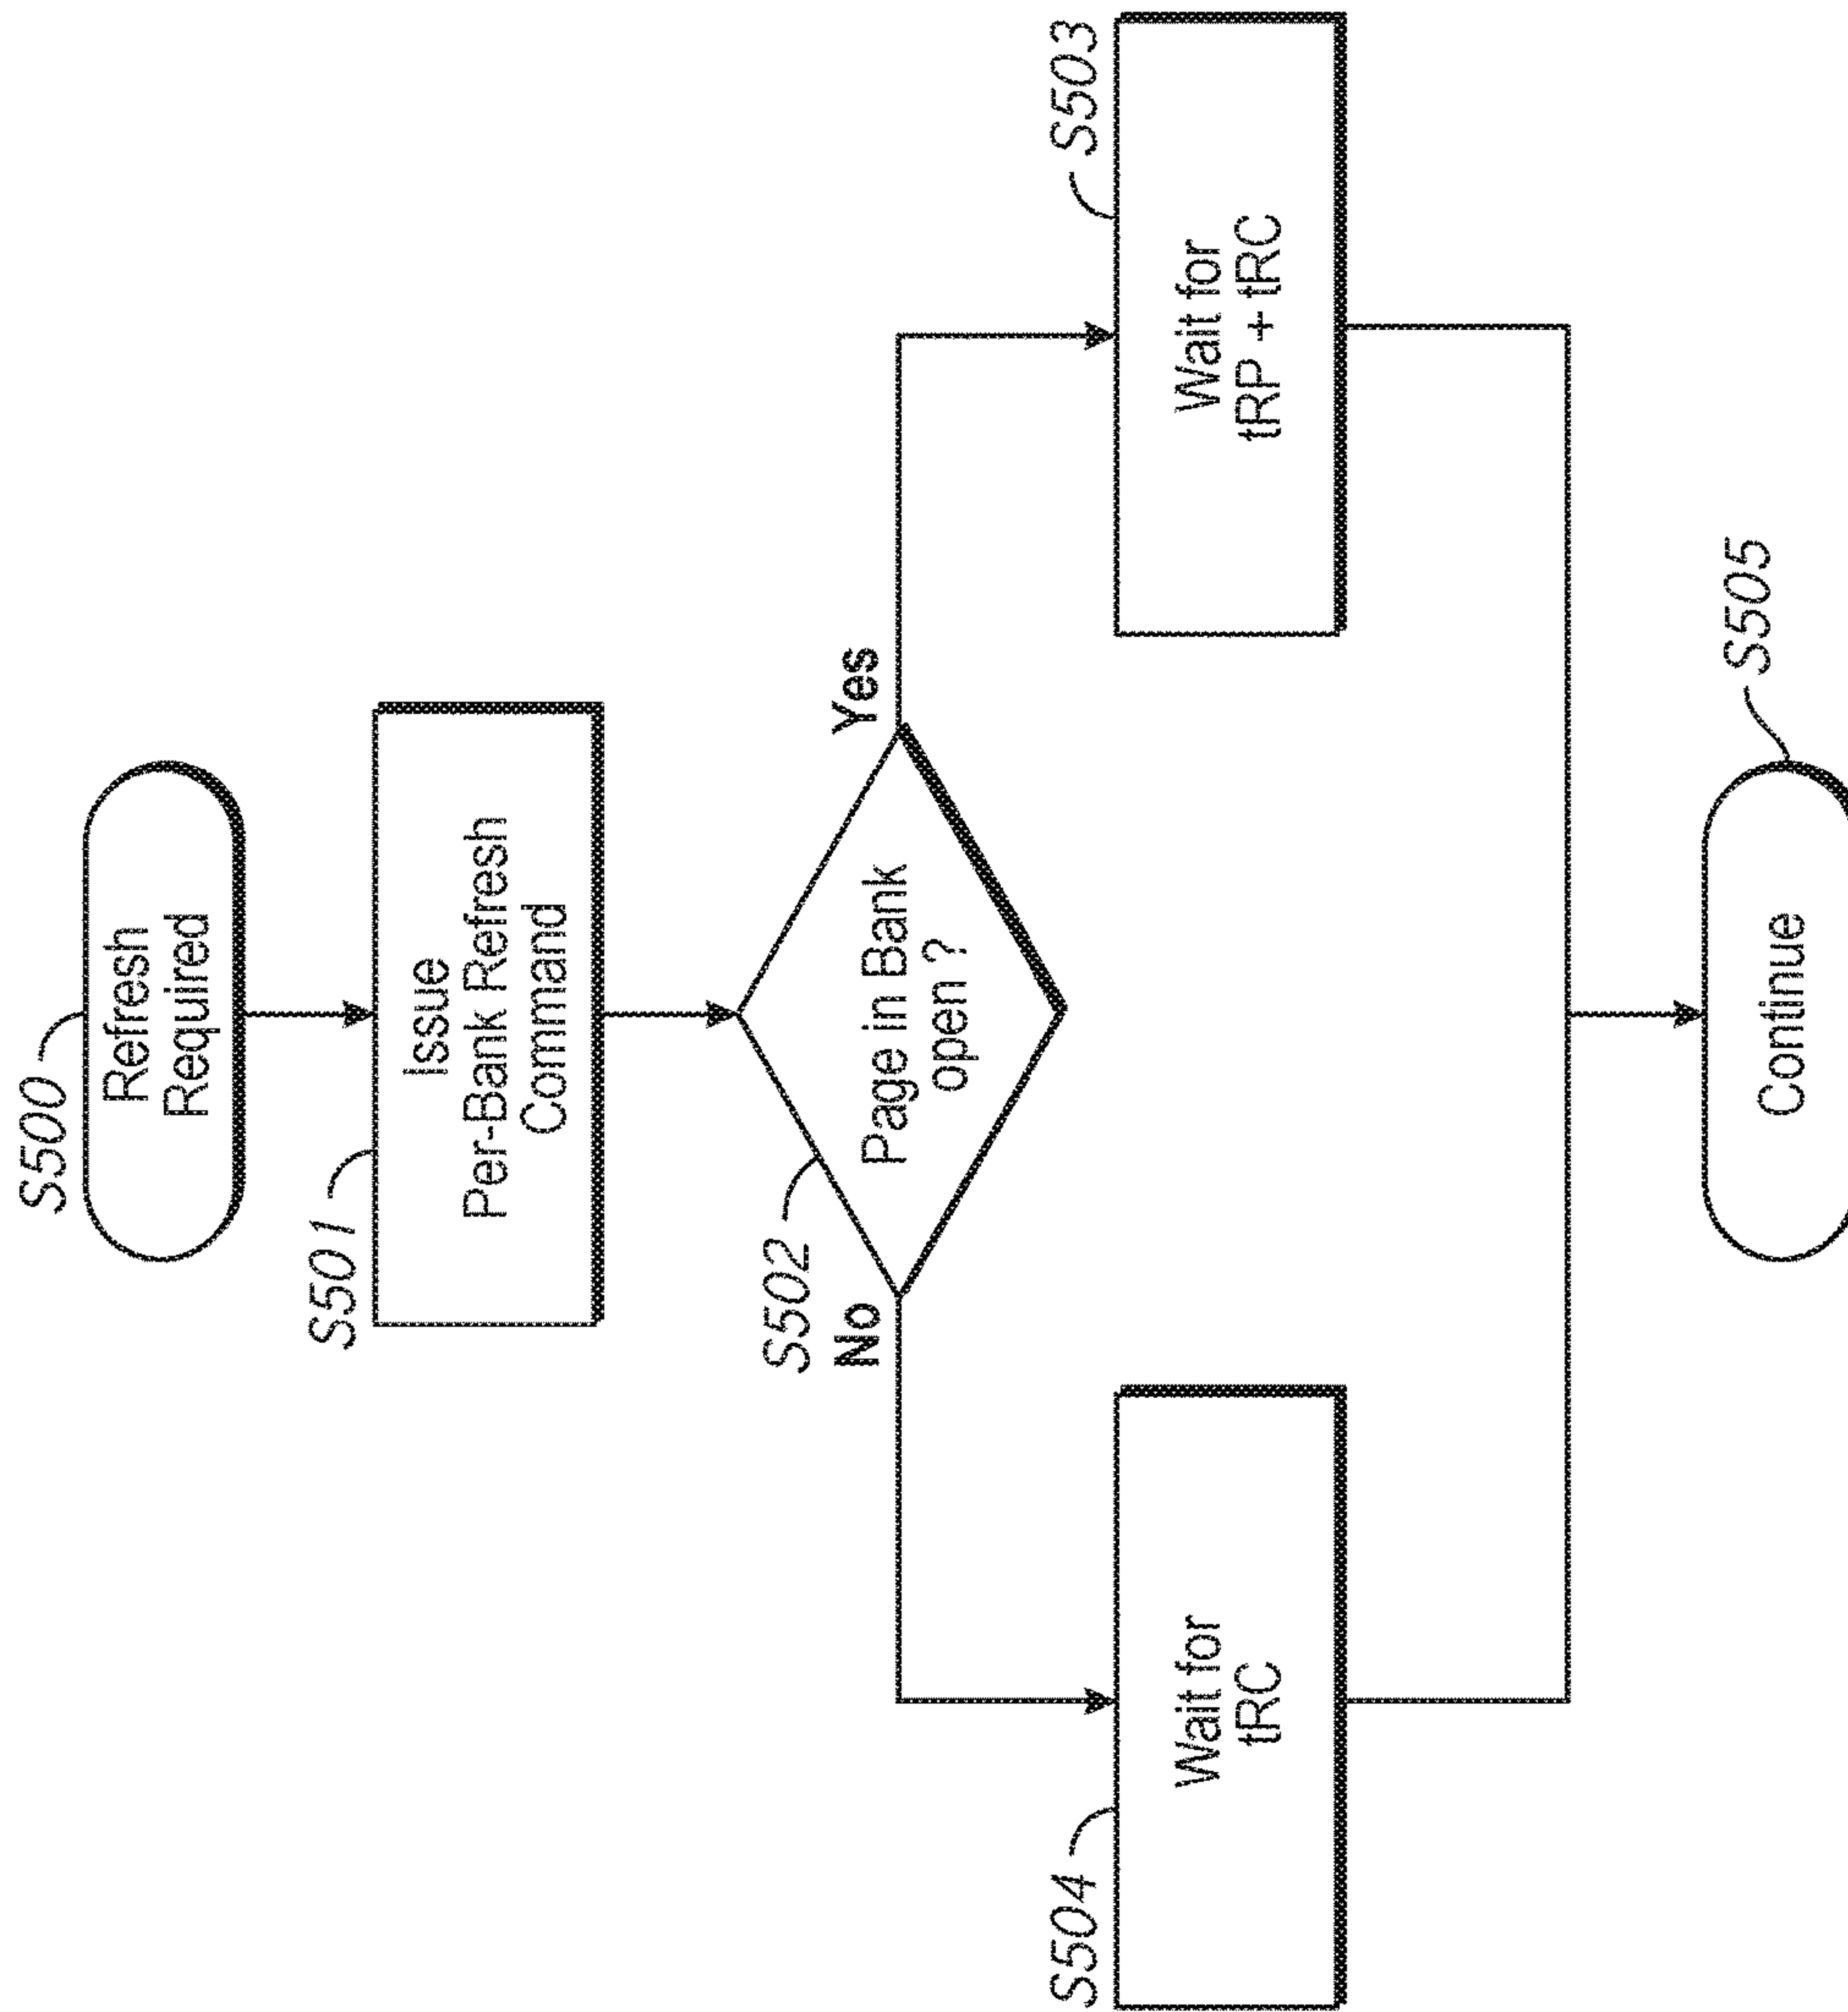 S500
Refresh
Required
S501
Issue
Per-Bank Refresh
Command
S502
Page in Bank
open ?
No
Yes
S504
Wait for
tRC
S503
Wait for
tRP + tRC
S505
Continue